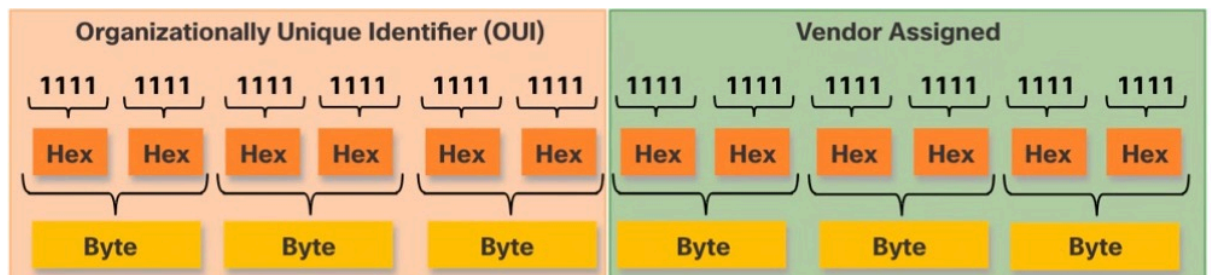 Organizationally Unique Identifier (OUI) Vendor Assigned
1111 1111 1111 1111 1111 1111 1111 1111 1111 1111 1111 1111
Hex Hex Hex Hex Hex Hex Hex Hex Hex Hex Hex Hex
Byte Byte Byte Byte Byte Byte